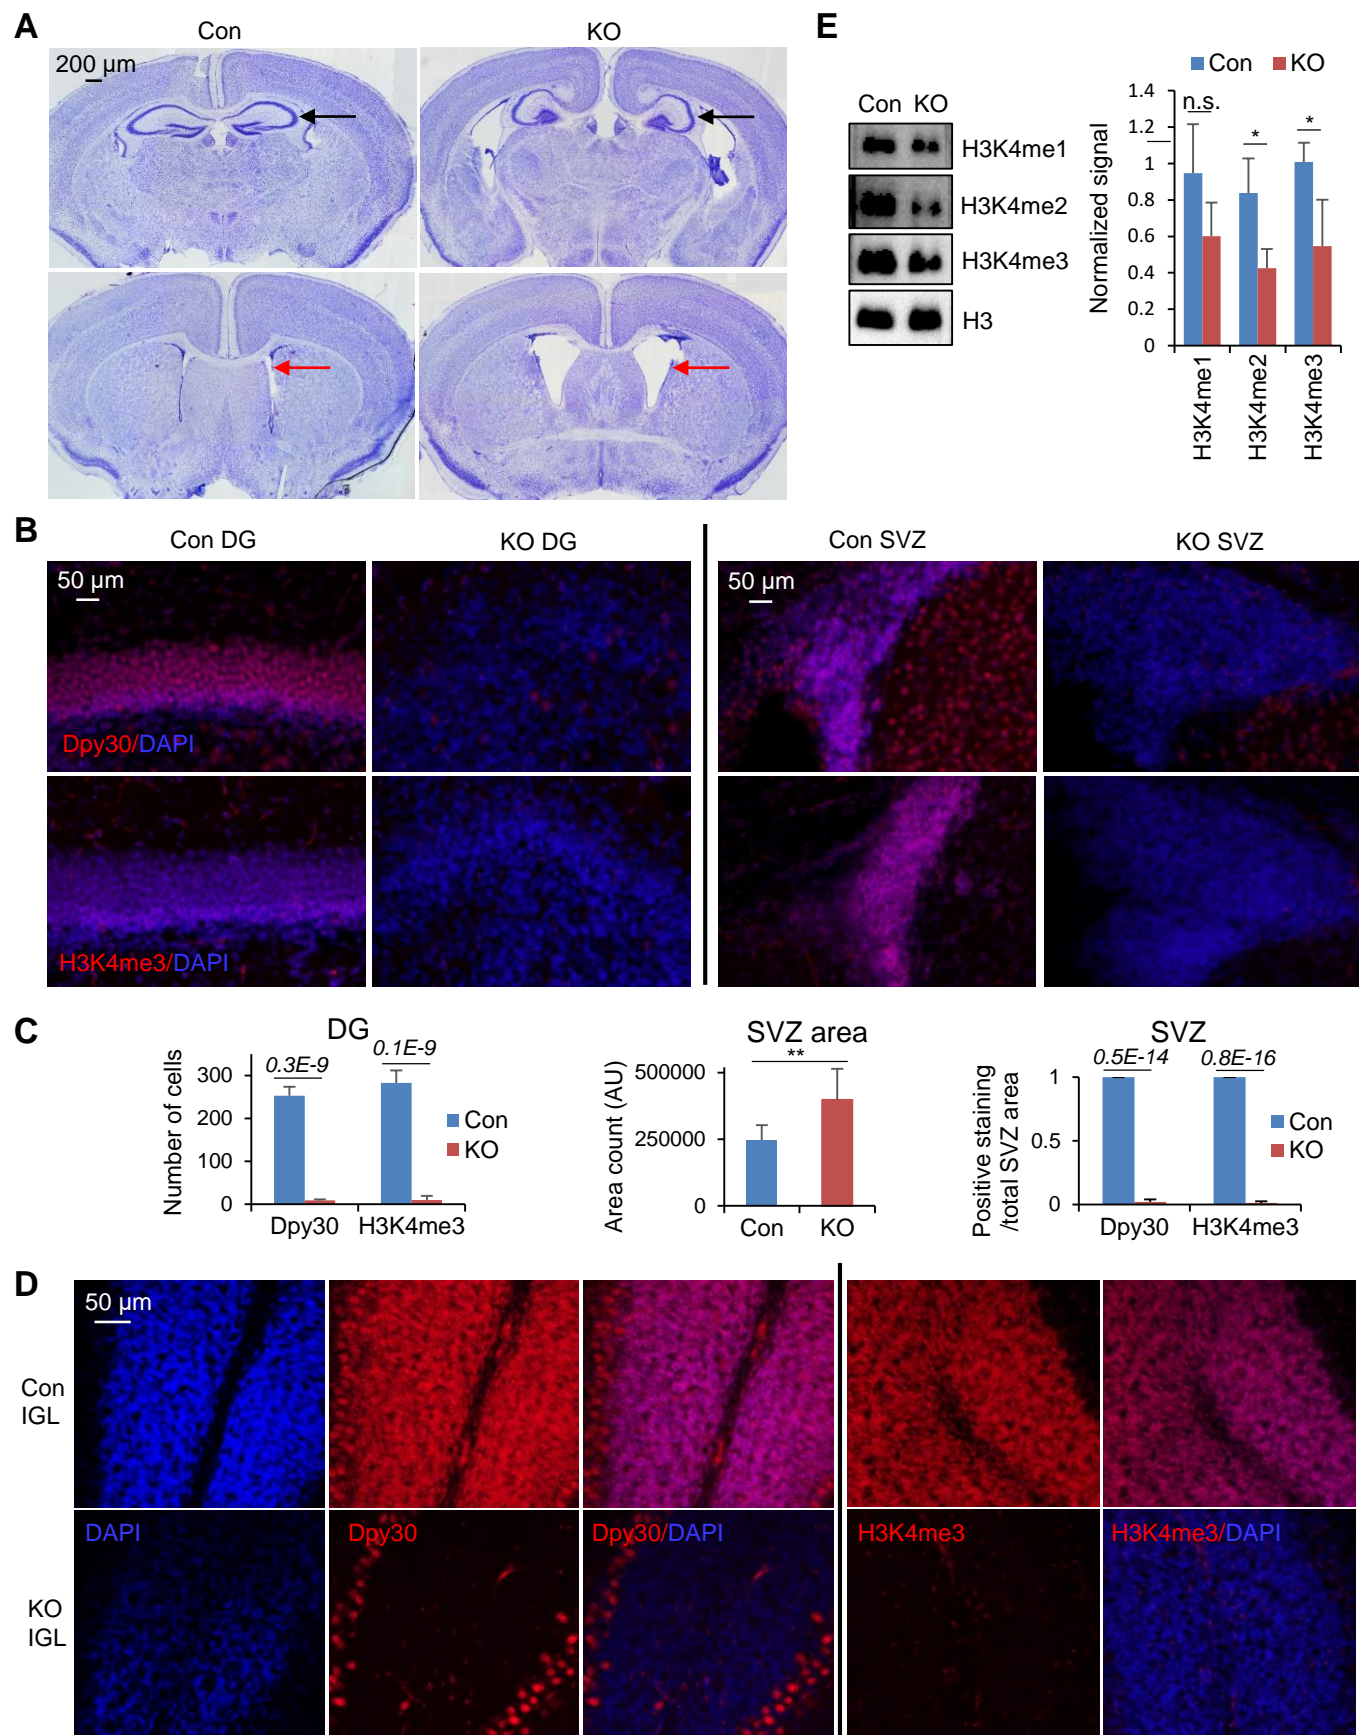 A
Con
KO
200 µm
E
Con KO
Con KO
H3K4me1
H3K4me2
H3K4me3
H3
Normalized signal
1.4
1.2
1
0.8
0.6
0.4
0.2
0
n.s.
*
*
H3K4me1
H3K4me2
H3K4me3
B
Con DG
KO DG
Con SVZ
KO SVZ
50 µm
50 µm
Dpy30/DAPI
H3K4me3/DAPI
C
DG
Number of cells
300
200
100
0
0.3E-9
0.1E-9
Con
KO
Dpy30 H3K4me3
SVZ area
**
Area count (AU)
500000
250000
0
Con KO
SVZ
Positive staining
/total SVZ area
1
0.5
0
0.5E-14
0.8E-16
Con
KO
Dpy30 H3K4me3
D
50 µm
Con
IGL
KO
IGL
DAPI
Dpy30
Dpy30/DAPI
H3K4me3
H3K4me3/DAPI